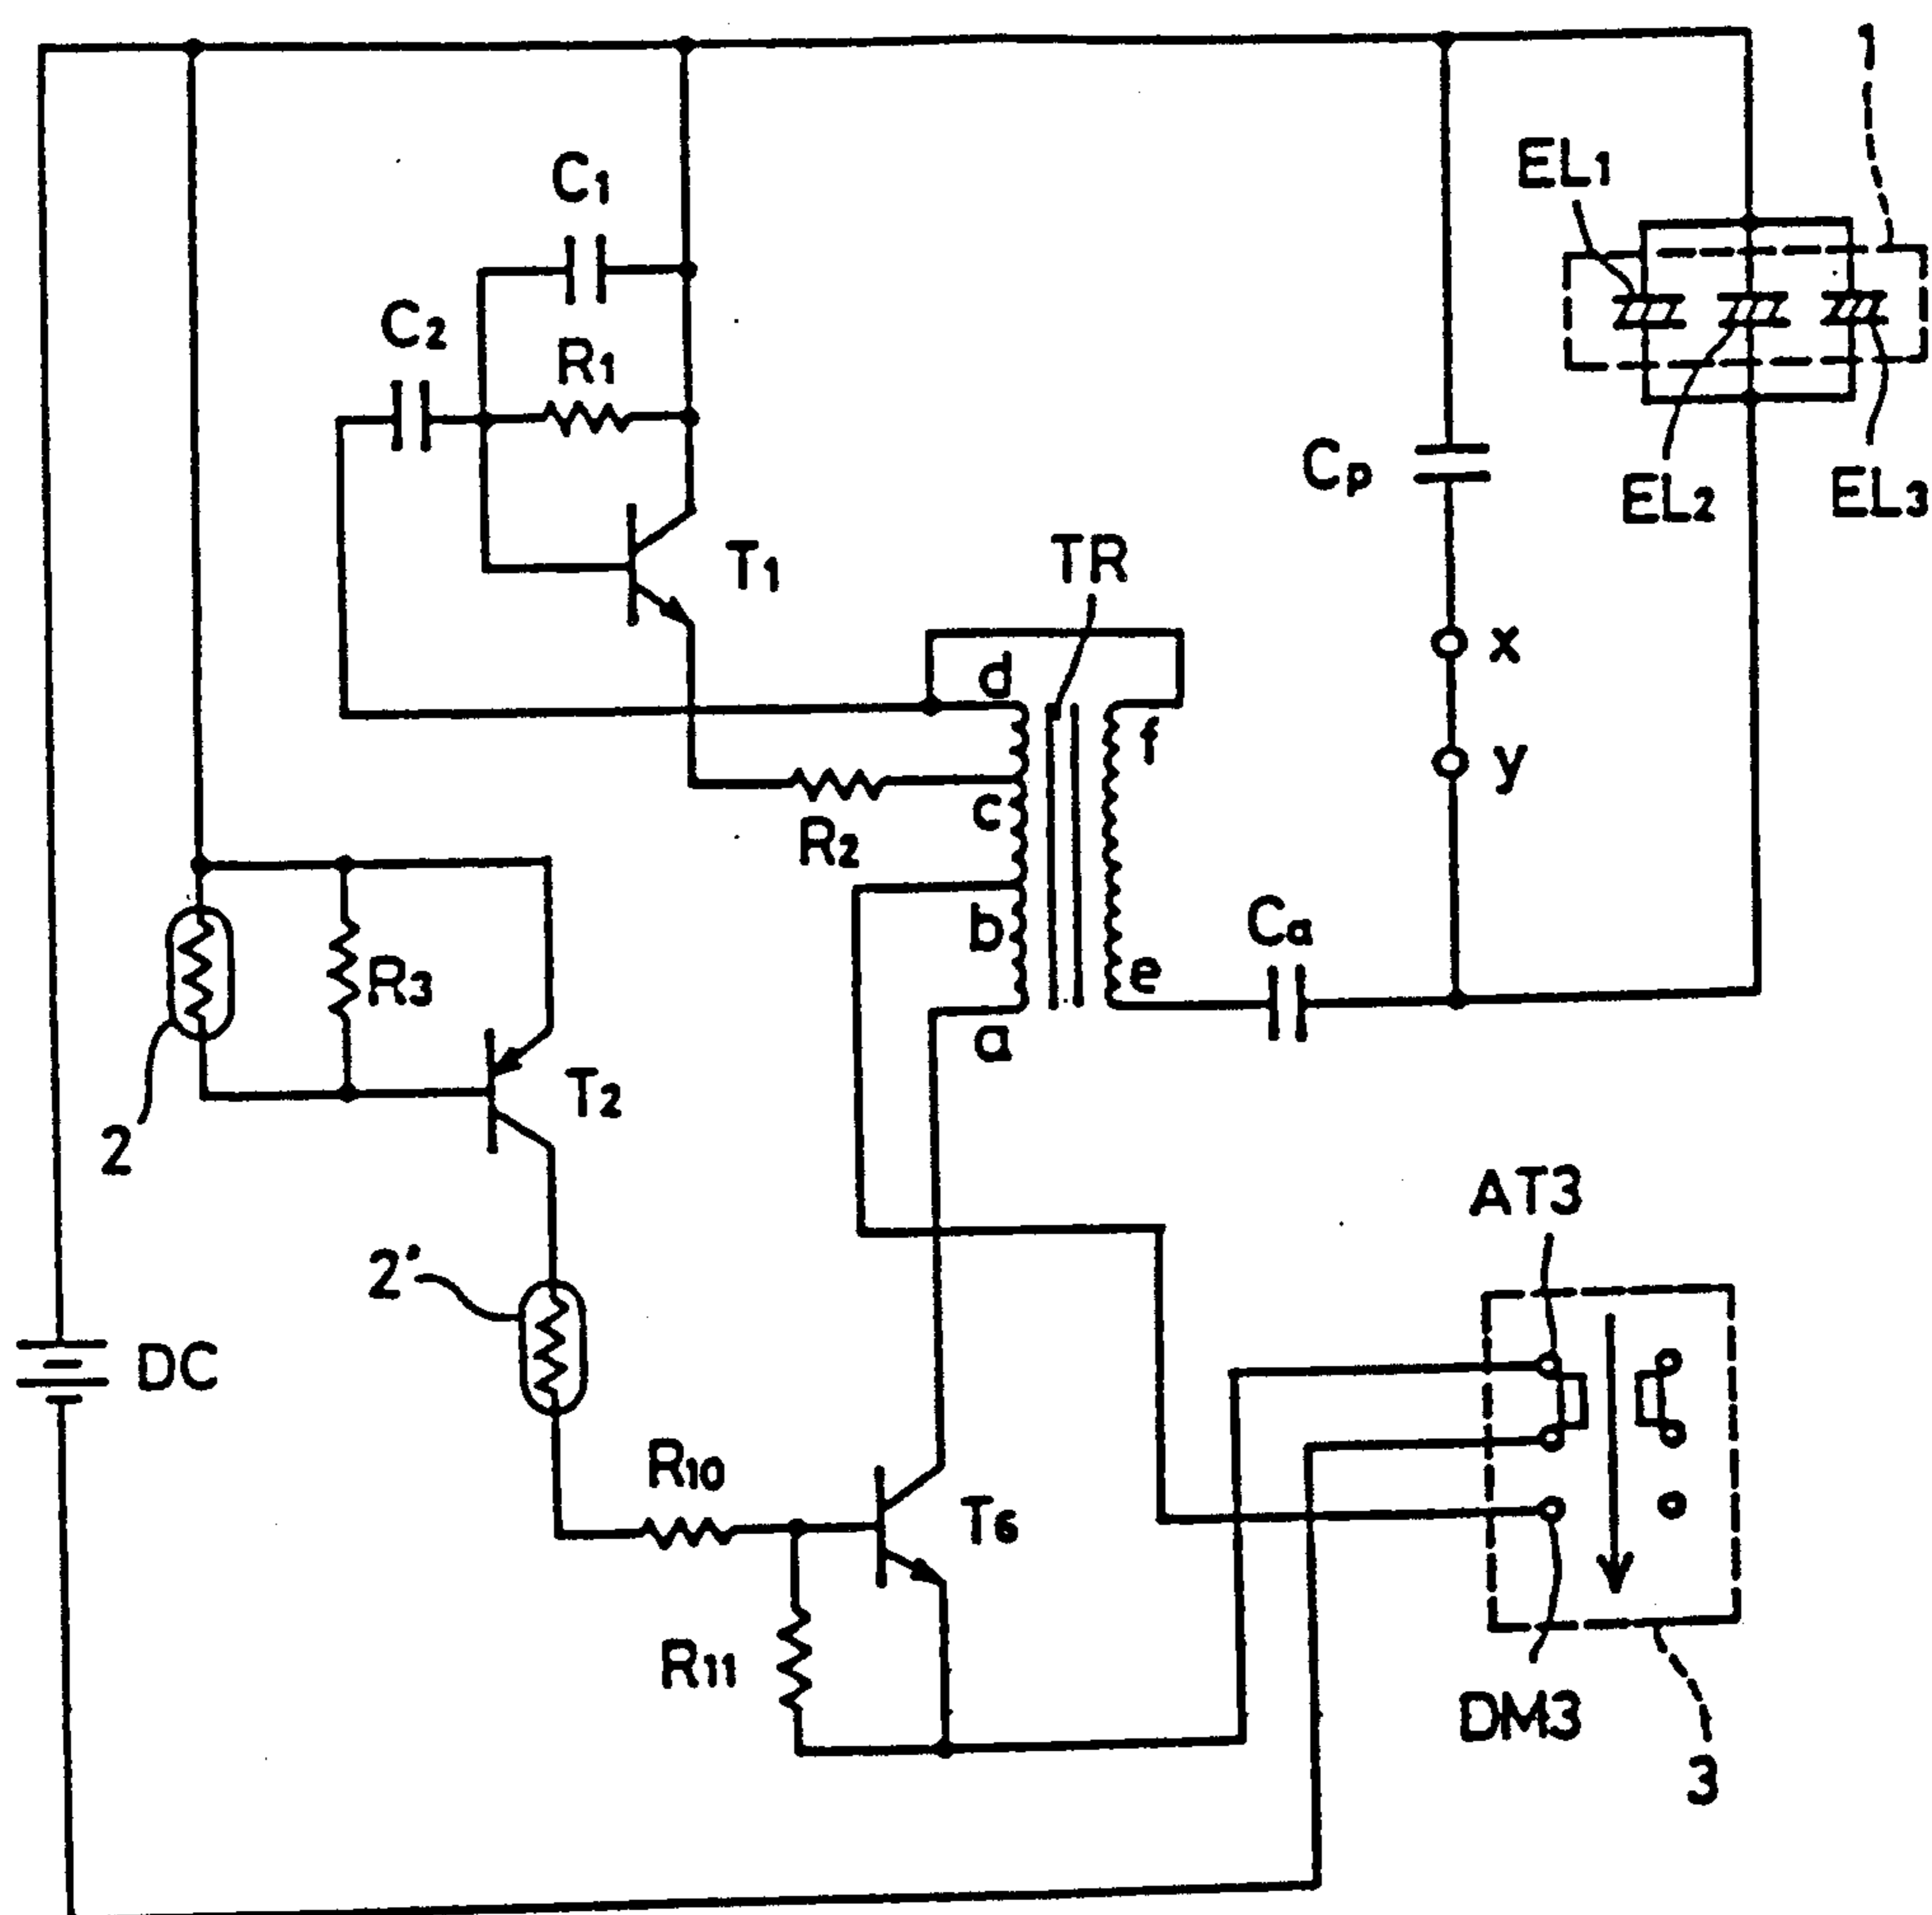 1
EL1
C1
C2
R1
Cp
EL2
EL3
T1
TR
d
x
f
y
c
R2
b
Ca
e
R3
a
T2
2
AT3
2'
DC
R10
T6
R11
DM3
3